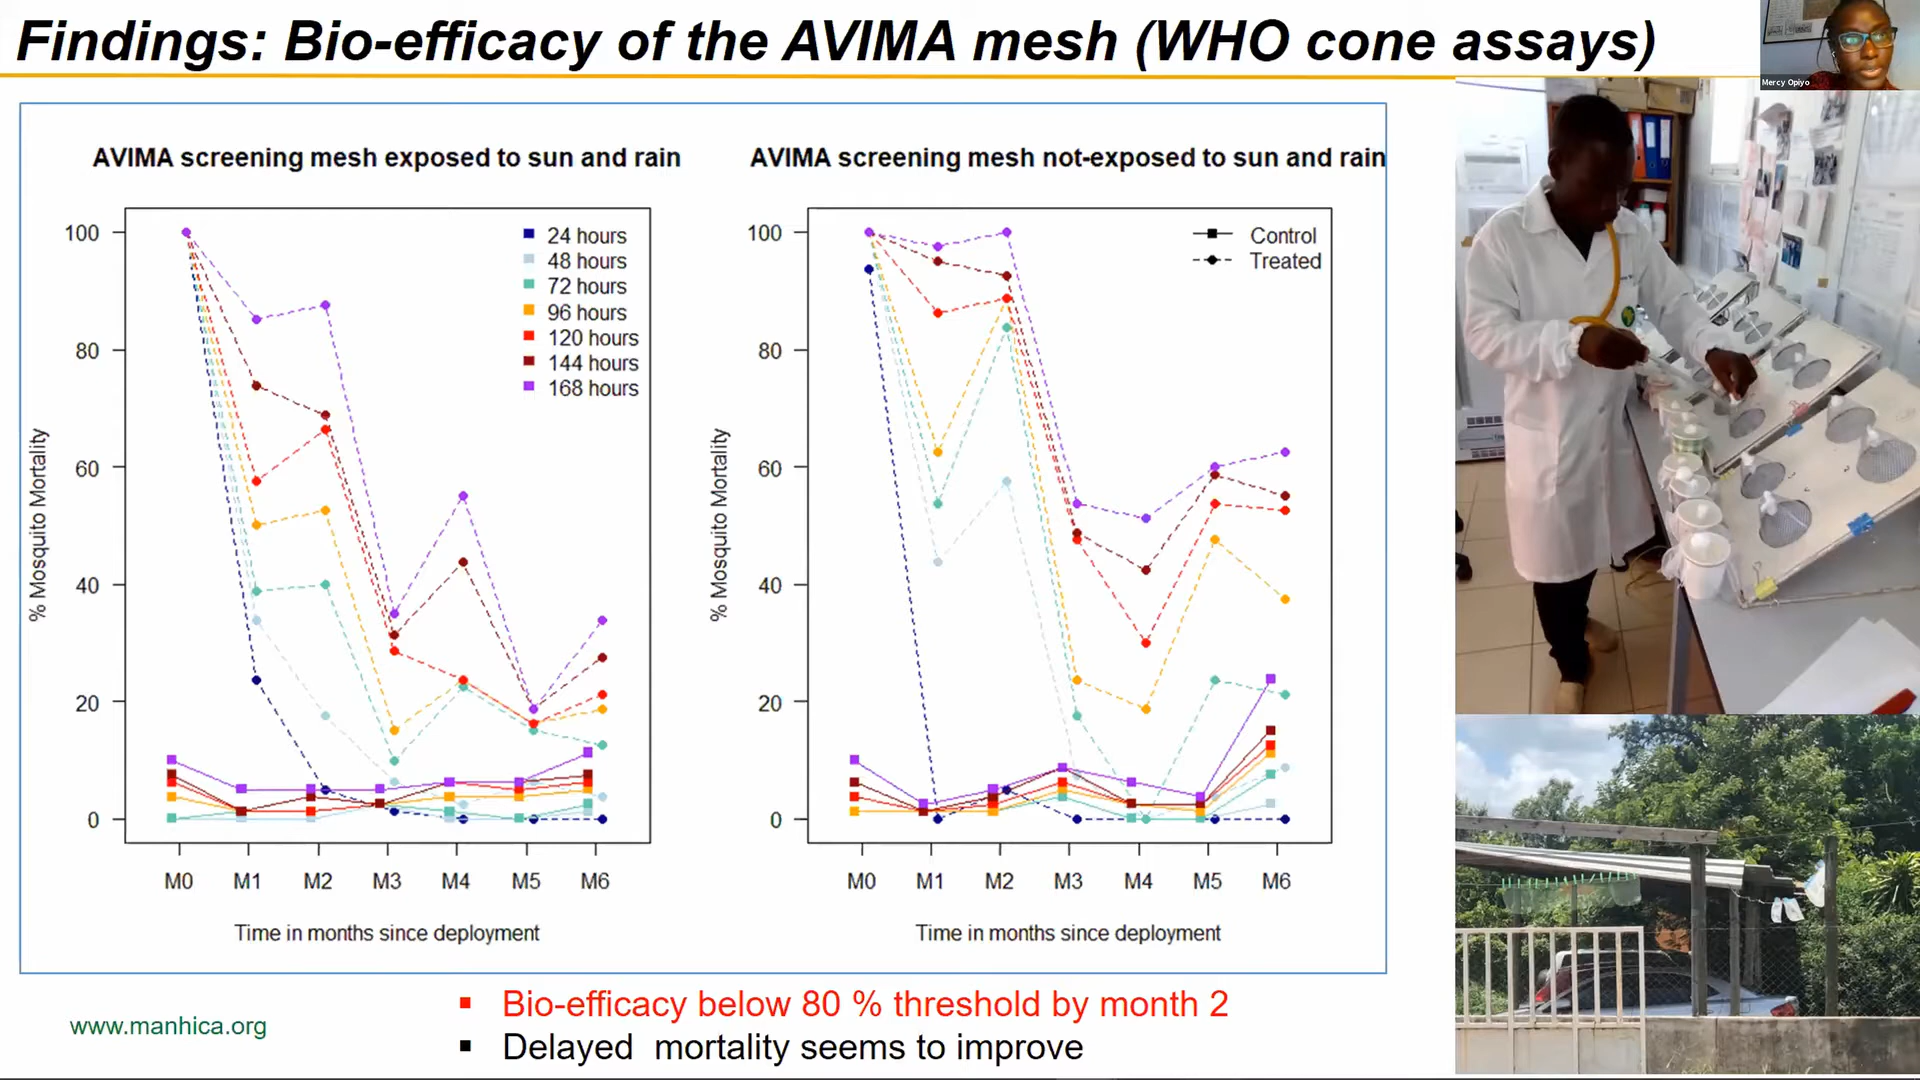 Findings: Bio-efficacy of the AVIMA mesh (WHO cone assays)
Mercy Opiyo
AVIMA screening mesh exposed to sun and rain
100
80
60
40
20
0
% Mosquito Mortality
24 hours
48 hours
72 hours
96 hours
120 hours
144 hours
168 hours
M0 M1 M2 M3 M4 M5 M6
Time in months since deployment
AVIMA screening mesh not-exposed to sun and rain
100
80
60
40
20
0
% Mosquito Mortality
Control
Treated
M0 M1 M2 M3 M4 M5 M6
Time in months since deployment
▪ Bio-efficacy below 80 % threshold by month 2
▪ Delayed mortality seems to improve
www.manhica.org